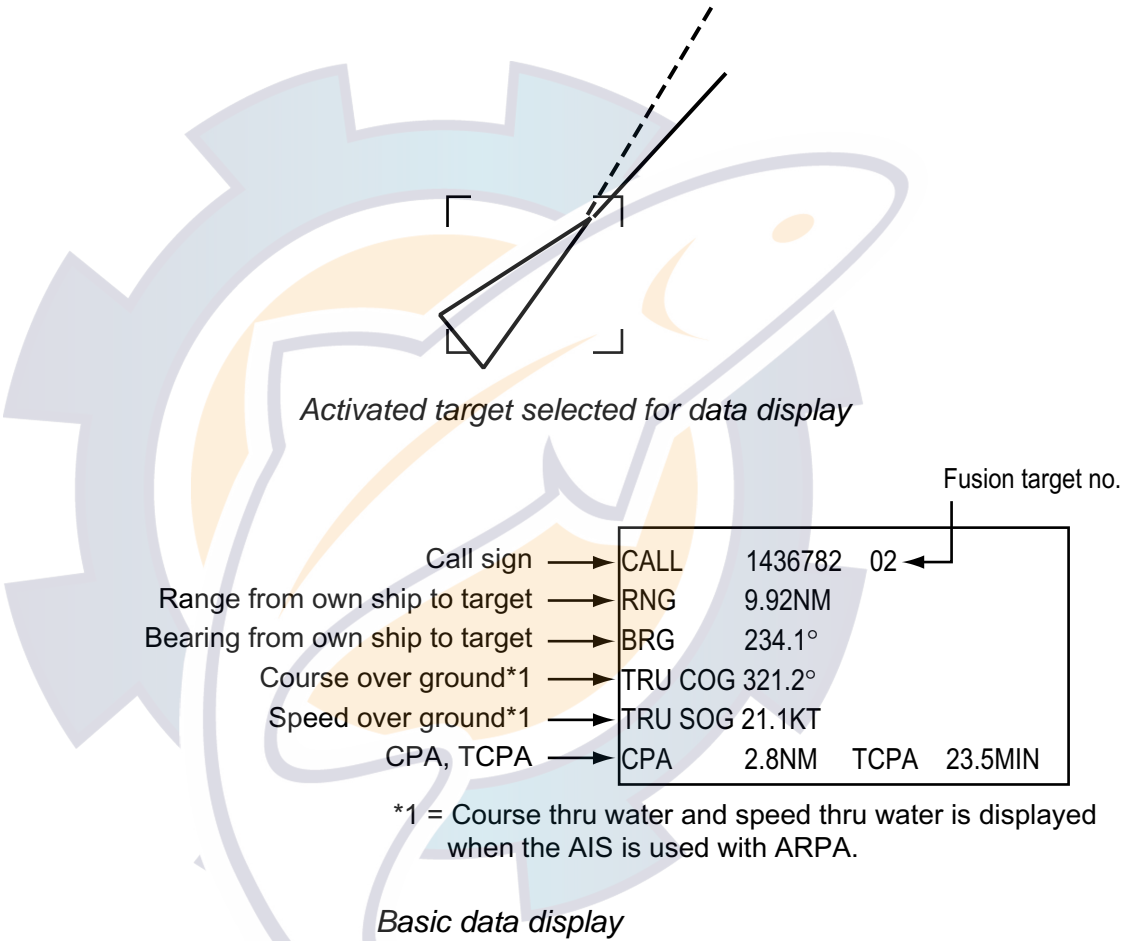 Activated target selected for data display
Fusion target no.
Call sign CALL 1436782 02
Range from own ship to target RNG 9.92NM
Bearing from own ship to target BRG 234.1°
Course over ground*1 TRU COG 321.2°
Speed over ground*1 TRU SOG 21.1KT
CPA, TCPA CPA 2.8NM TCPA 23.5MIN
*1 = Course thru water and speed thru water is displayed
when the AIS is used with ARPA.
Basic data display